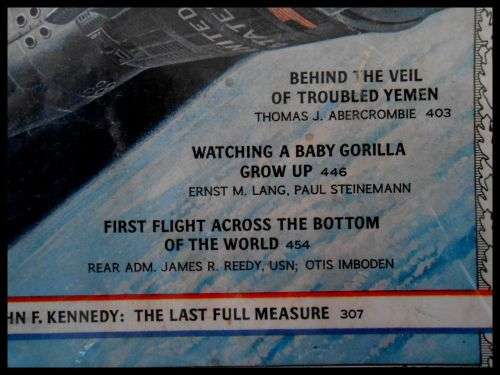 UNITED
STATES
BEHIND THE VEIL
OF TROUBLED YEMEN
THOMAS J. ABERCROMBIE 403
WATCHING A BABY GORILLA
GROW UP 446
ERNST M. LANG, PAUL STEINEMANN
FIRST FLIGHT ACROSS THE BOTTOM
OF THE WORLD 454
REAR ADM. JAMES R. REEDY, USN; OTIS IMBODEN
HN F. KENNEDY: THE LAST FULL MEASURE 307